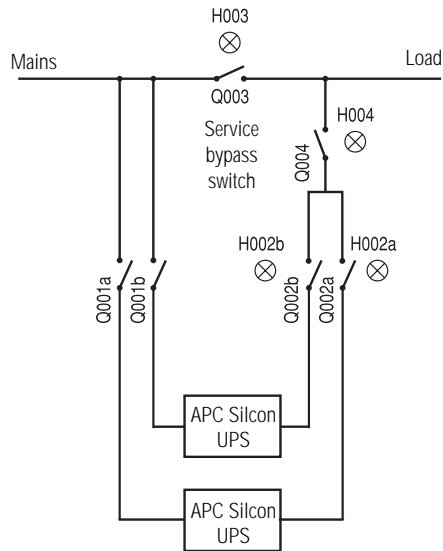 H003
Mains
Load
Q003
H004
Service
bypass
switch
Q004
H002b
H002a
Q001a
Q001b
Q002b
Q002a
APC Silcon
UPS
APC Silcon
UPS